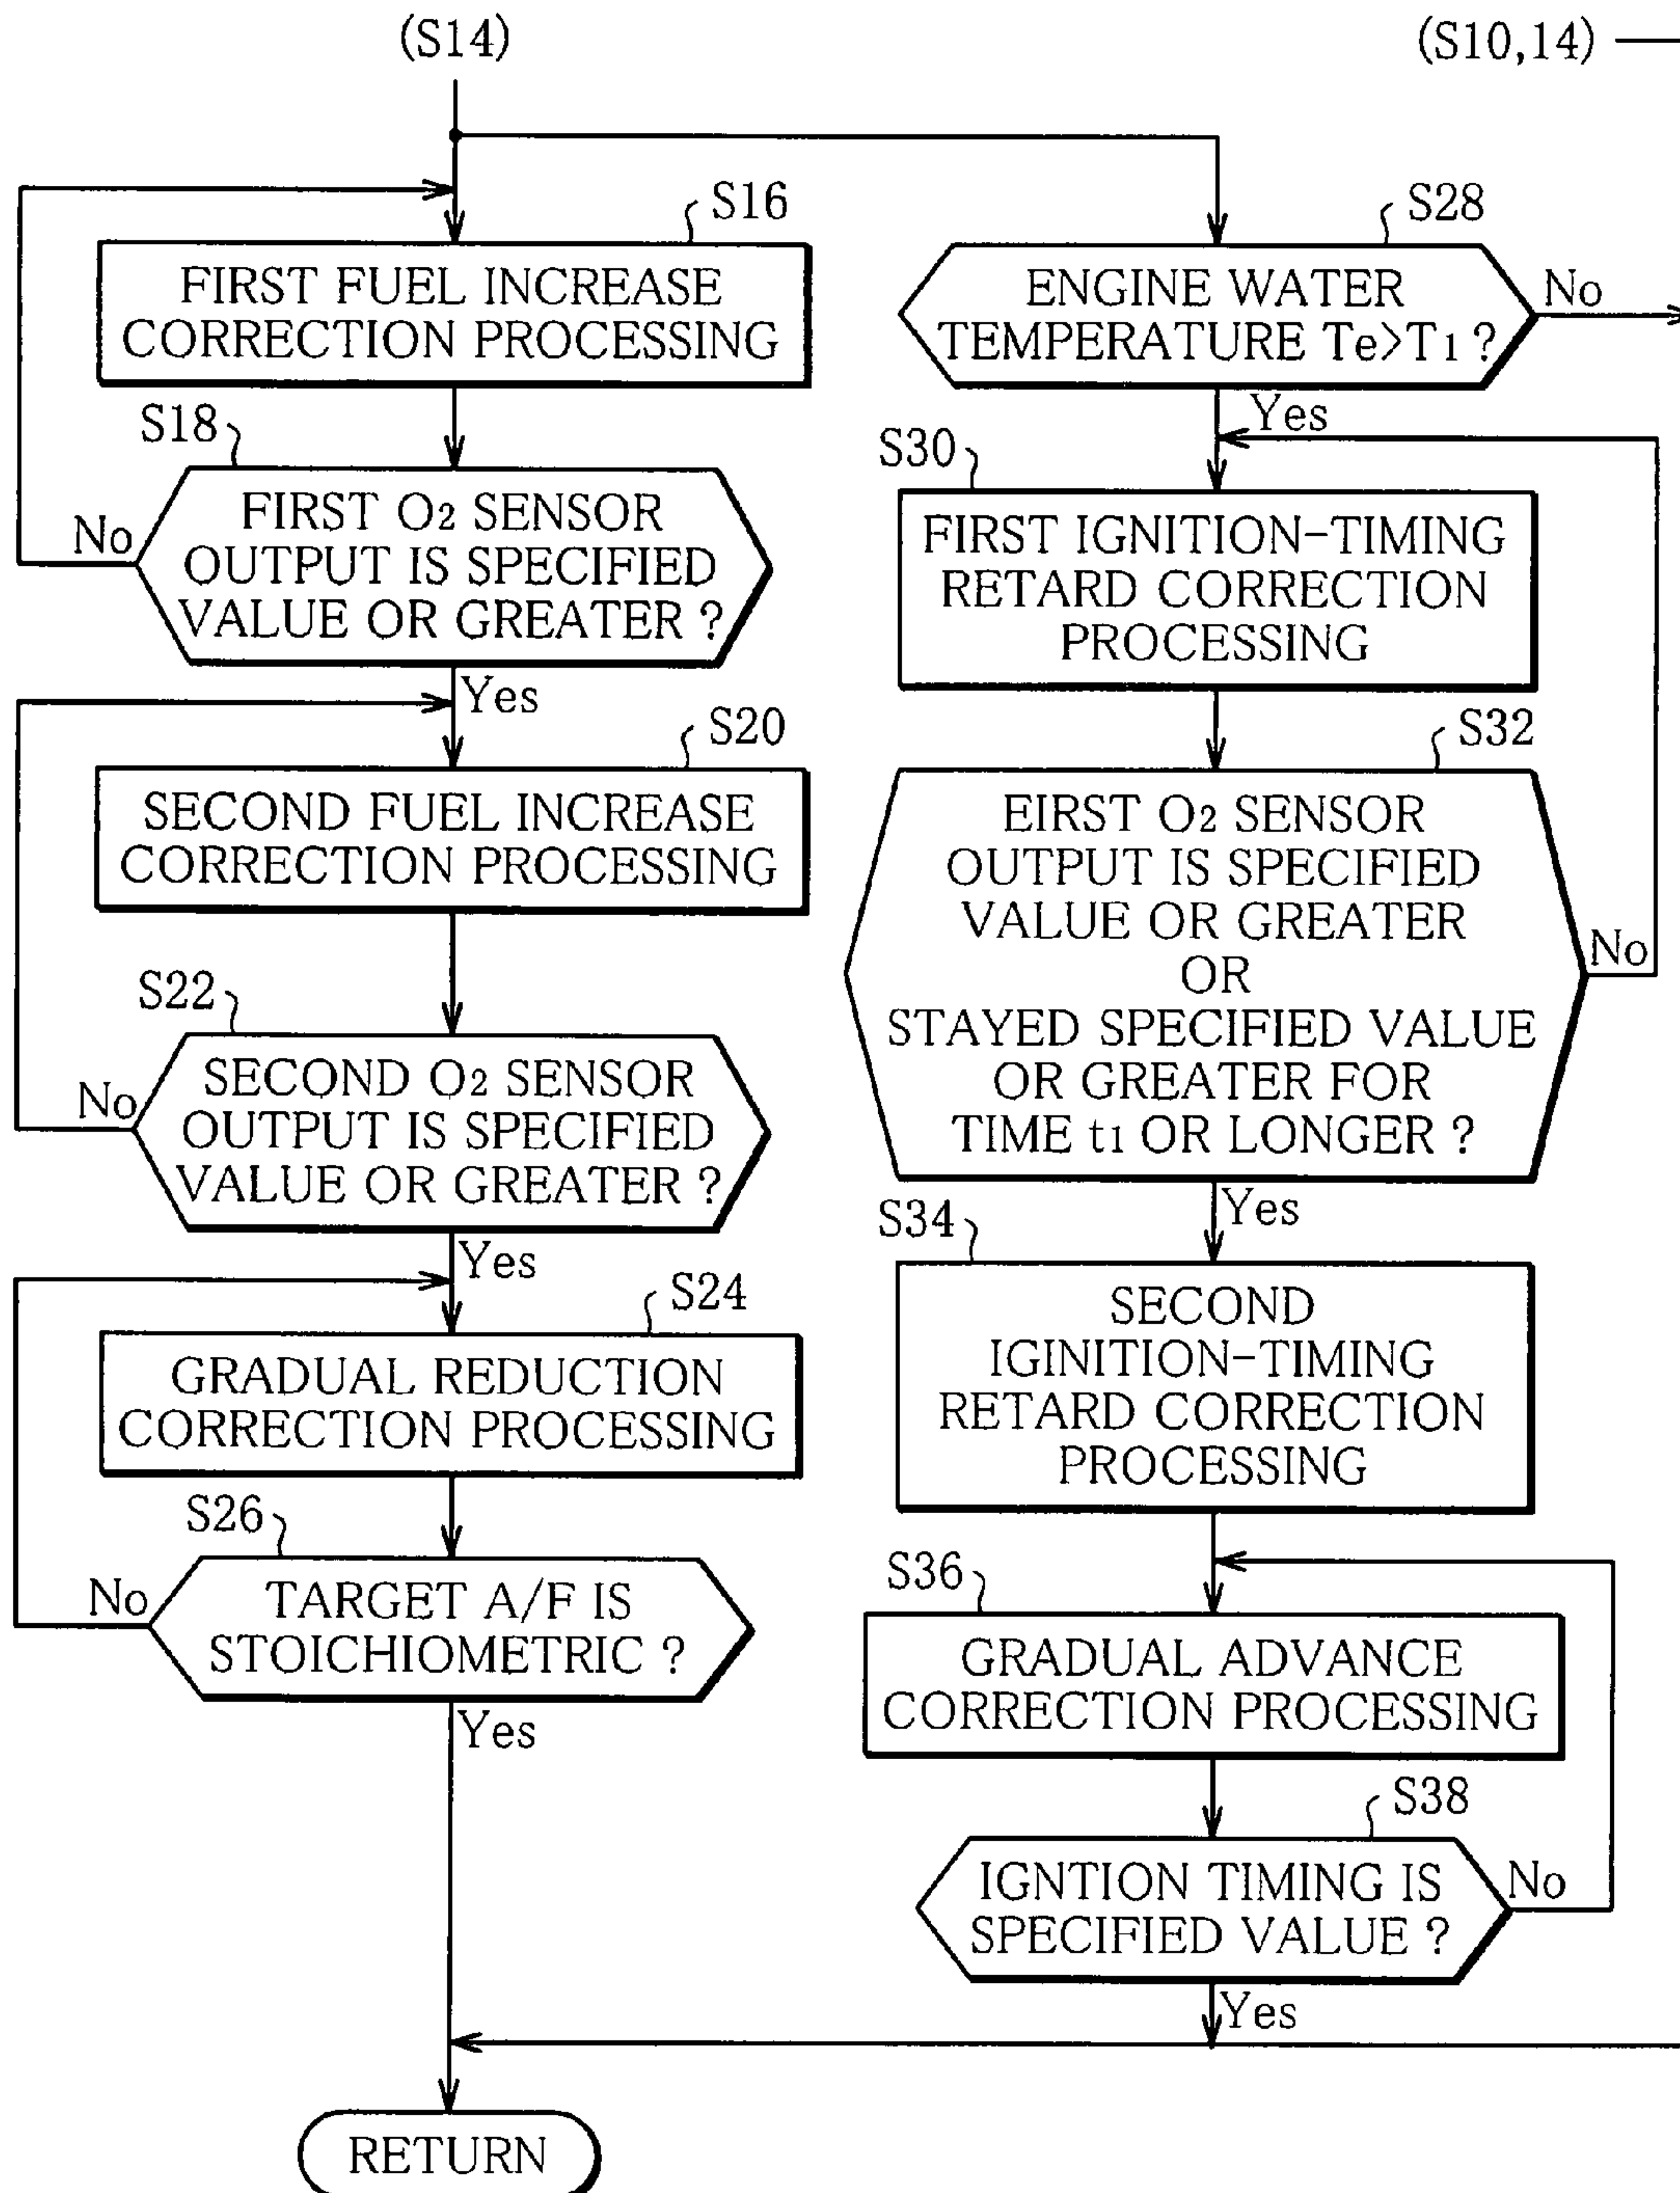 (S14)
(S10,14)
S16
FIRST FUEL INCREASE
CORRECTION PROCESSING
S18
FIRST O2 SENSOR
OUTPUT IS SPECIFIED
VALUE OR GREATER ?
No
Yes
S20
SECOND FUEL INCREASE
CORRECTION PROCESSING
S22
SECOND O2 SENSOR
OUTPUT IS SPECIFIED
VALUE OR GREATER ?
No
Yes
S24
GRADUAL REDUCTION
CORRECTION PROCESSING
S26
TARGET A/F IS
STOICHIOMETRIC ?
No
Yes
S28
ENGINE WATER
TEMPERATURE Te>T1 ?
No
Yes
S30
FIRST IGNITION-TIMING
RETARD CORRECTION
PROCESSING
S32
EIRST O2 SENSOR
OUTPUT IS SPECIFIED
VALUE OR GREATER
OR
STAYED SPECIFIED VALUE
OR GREATER FOR
TIME t1 OR LONGER ?
No
Yes
S34
SECOND
IGINITION-TIMING
RETARD CORRECTION
PROCESSING
S36
GRADUAL ADVANCE
CORRECTION PROCESSING
S38
IGNTION TIMING IS
SPECIFIED VALUE ?
No
Yes
RETURN